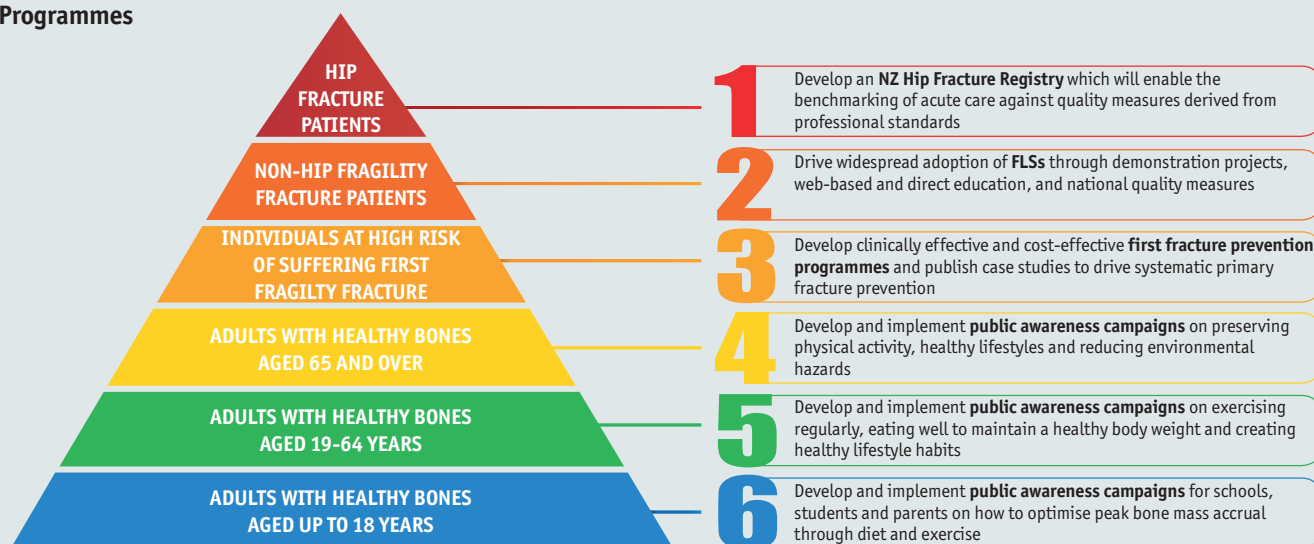 Programmes
HIP
FRACTURE
PATIENTS
1
Develop an NZ Hip Fracture Registry which will enable the
benchmarking of acute care against quality measures derived from
professional standards
NON-HIP FRAGILITY
FRACTURE PATIENTS
2
Drive widespread adoption of FLSs through demonstration projects,
web-based and direct education, and national quality measures
INDIVIDUALS AT HIGH RISK
OF SUFFERING FIRST
FRAGILTY FRACTURE
3
Develop clinically effective and cost-effective first fracture prevention
programmes and publish case studies to drive systematic primary
fracture prevention
ADULTS WITH HEALTHY BONES
AGED 65 AND OVER
4
Develop and implement public awareness campaigns on preserving
physical activity, healthy lifestyles and reducing environmental
hazards
ADULTS WITH HEALTHY BONES
AGED 19-64 YEARS
5
Develop and implement public awareness campaigns on exercising
regularly, eating well to maintain a healthy body weight and creating
healthy lifestyle habits
ADULTS WITH HEALTHY BONES
AGED UP TO 18 YEARS
6
Develop and implement public awareness campaigns for schools,
students and parents on how to optimise peak bone mass accrual
through diet and exercise